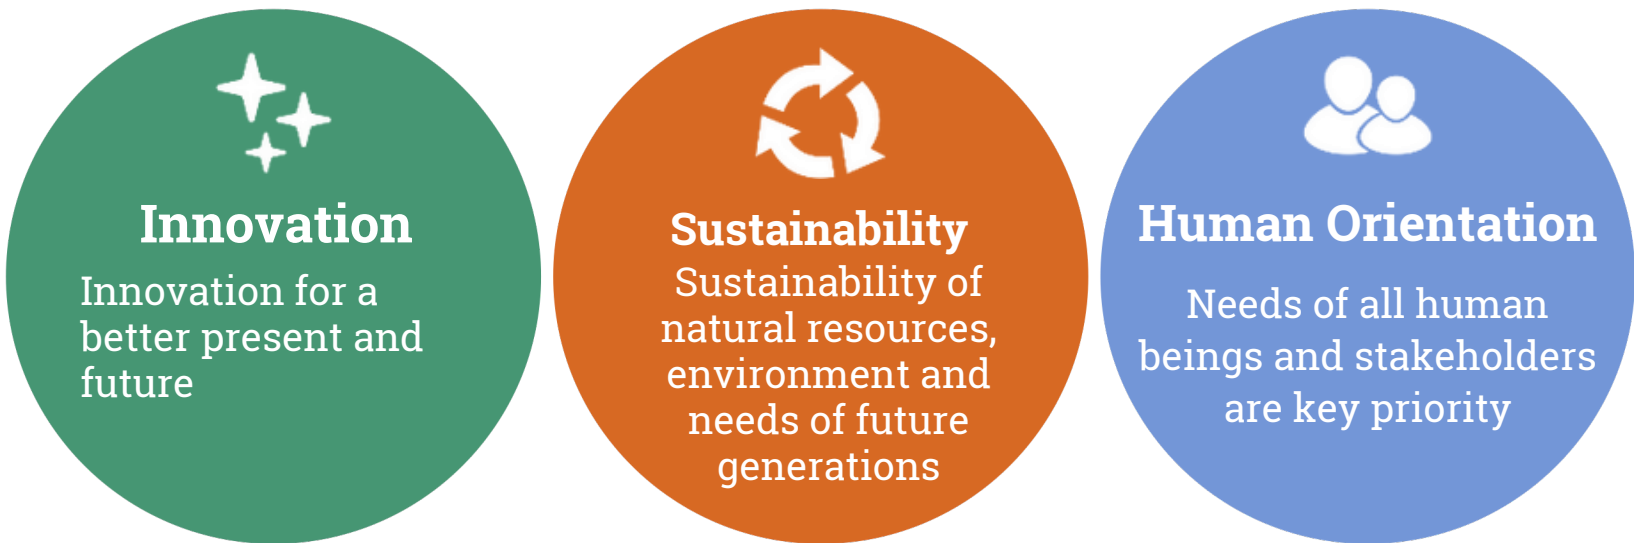 Innovation
Innovation for a
better present and
future
Sustainability
Sustainability of
natural resources,
environment and
needs of future
generations
Human Orientation
Needs of all human
beings and stakeholders
are key priority